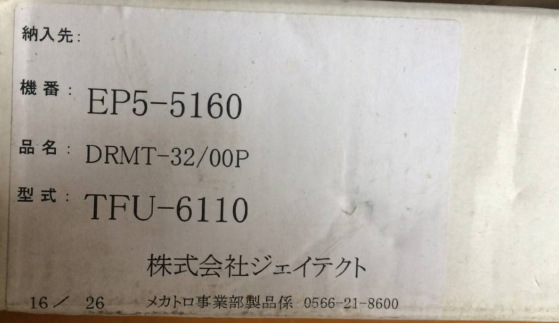 納入先:
機番: EP5-5160
品名: DRMT-32/00P
型式: TFU-6110
株式会社ジェイテクト
16/ 26 メカトロ事業部製品係 0566-21-8600